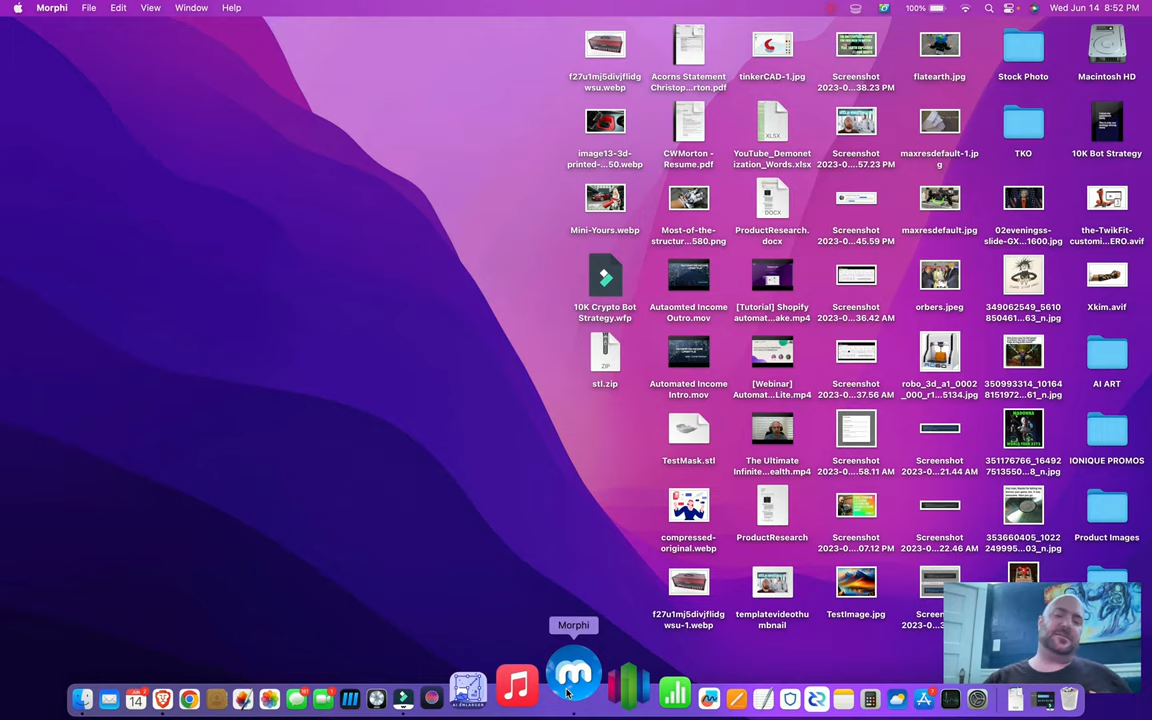 Morphi File Edit View Window Help 100% Wed Jun 14 8:52 PM
f27u1mj5divjflidg
wsu.webp
Acorns Statement
Christop...rton.pdf
tinkerCAD-1.jpg
Screenshot
2023-0....38.23 PM
flatearth.jpg
Stock Photo
Macintosh HD
image13-3d-
printed-...50.webp
CWMorton -
Resume.pdf
XLSX
YouTube_Demonet
ization_Words.xlsx
Screenshot
2023-0....57.23 PM
maxresdefault-1.jp
g
TKO
10K Bot Strategy
Mini-Yours.webp
Most-of-the-
structur...580.png
DOCX
ProductResearch.
docx
Screenshot
2023-0...45.59 PM
maxresdefault.jpg
02eveningss-
slide-GX...1600.jpg
the-TwikFit-
customi...ERO.avif
10K Crypto Bot
Strategy.wfp
Autaomted Income
Outro.mov
[Tutorial] Shopify
automat...ake.mp4
Screenshot
2023-0...36.42 AM
orbers.jpeg
349062549_5610
850461...63_n.jpg
Xkim.avif
ZIP
stl.zip
Automated Income
Intro.mov
[Webinar]
Automat...Lite.mp4
Screenshot
2023-0...37.56 AM
robo_3d_a1_0002
_000_r1...5134.jpg
350993314_10164
8151972...61_n.jpg
AI ART
TestMask.stl
The Ultimate
Infinite...ealth.mp4
Screenshot
2023-0....58.11 AM
Screenshot
2023-0...21.44 AM
351176766_16492
7513550...8_n.jpg
IONIQUE PROMOS
compressed-
original.webp
ProductResearch
Screenshot
2023-0....07.12 PM
Screenshot
2023-0...22.46 AM
353660405_1022
249995...03_n.jpg
Product Images
f27u1mj5divjflidg
wsu-1.webp
templatevideothu
mbnail
TestImage.jpg
Morphi
JUN
14
AI ENLARGER